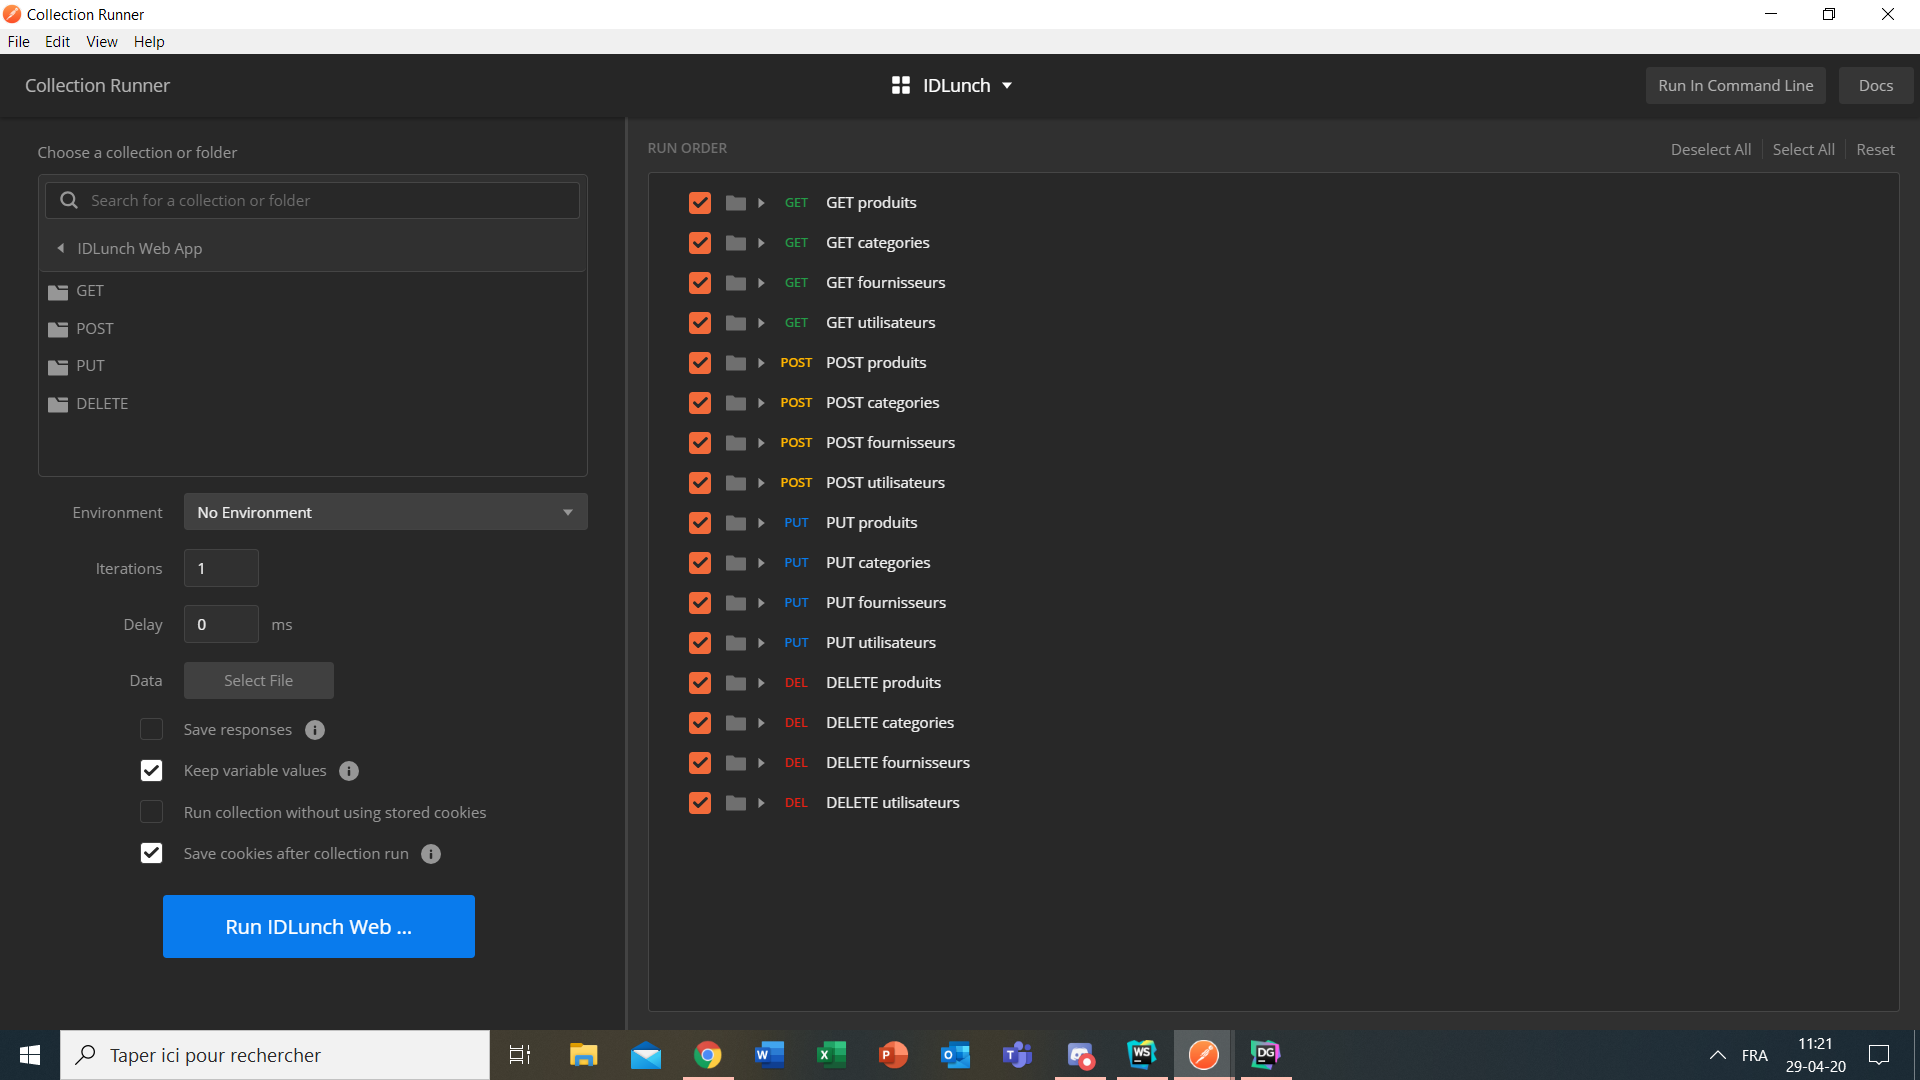 Collection Runner
File Edit View Help
Collection Runner
IDLunch
Run In Command Line
Docs
Choose a collection or folder
Search for a collection or folder
IDLunch Web App
GET
POST
PUT
DELETE
Environment No Environment
Iterations 1
Delay 0 ms
Data Select File
Save responses
Keep variable values
Run collection without using stored cookies
Save cookies after collection run
Run IDLunch Web ...
RUN ORDER
Deselect All Select All Reset
GET GET produits
GET GET categories
GET GET fournisseurs
GET GET utilisateurs
POST POST produits
POST POST categories
POST POST fournisseurs
POST POST utilisateurs
PUT PUT produits
PUT PUT categories
PUT PUT fournisseurs
PUT PUT utilisateurs
DEL DELETE produits
DEL DELETE categories
DEL DELETE fournisseurs
DEL DELETE utilisateurs
Taper ici pour rechercher
W
X
P
O
T
WS
DG
FRA
11:21
29-04-20